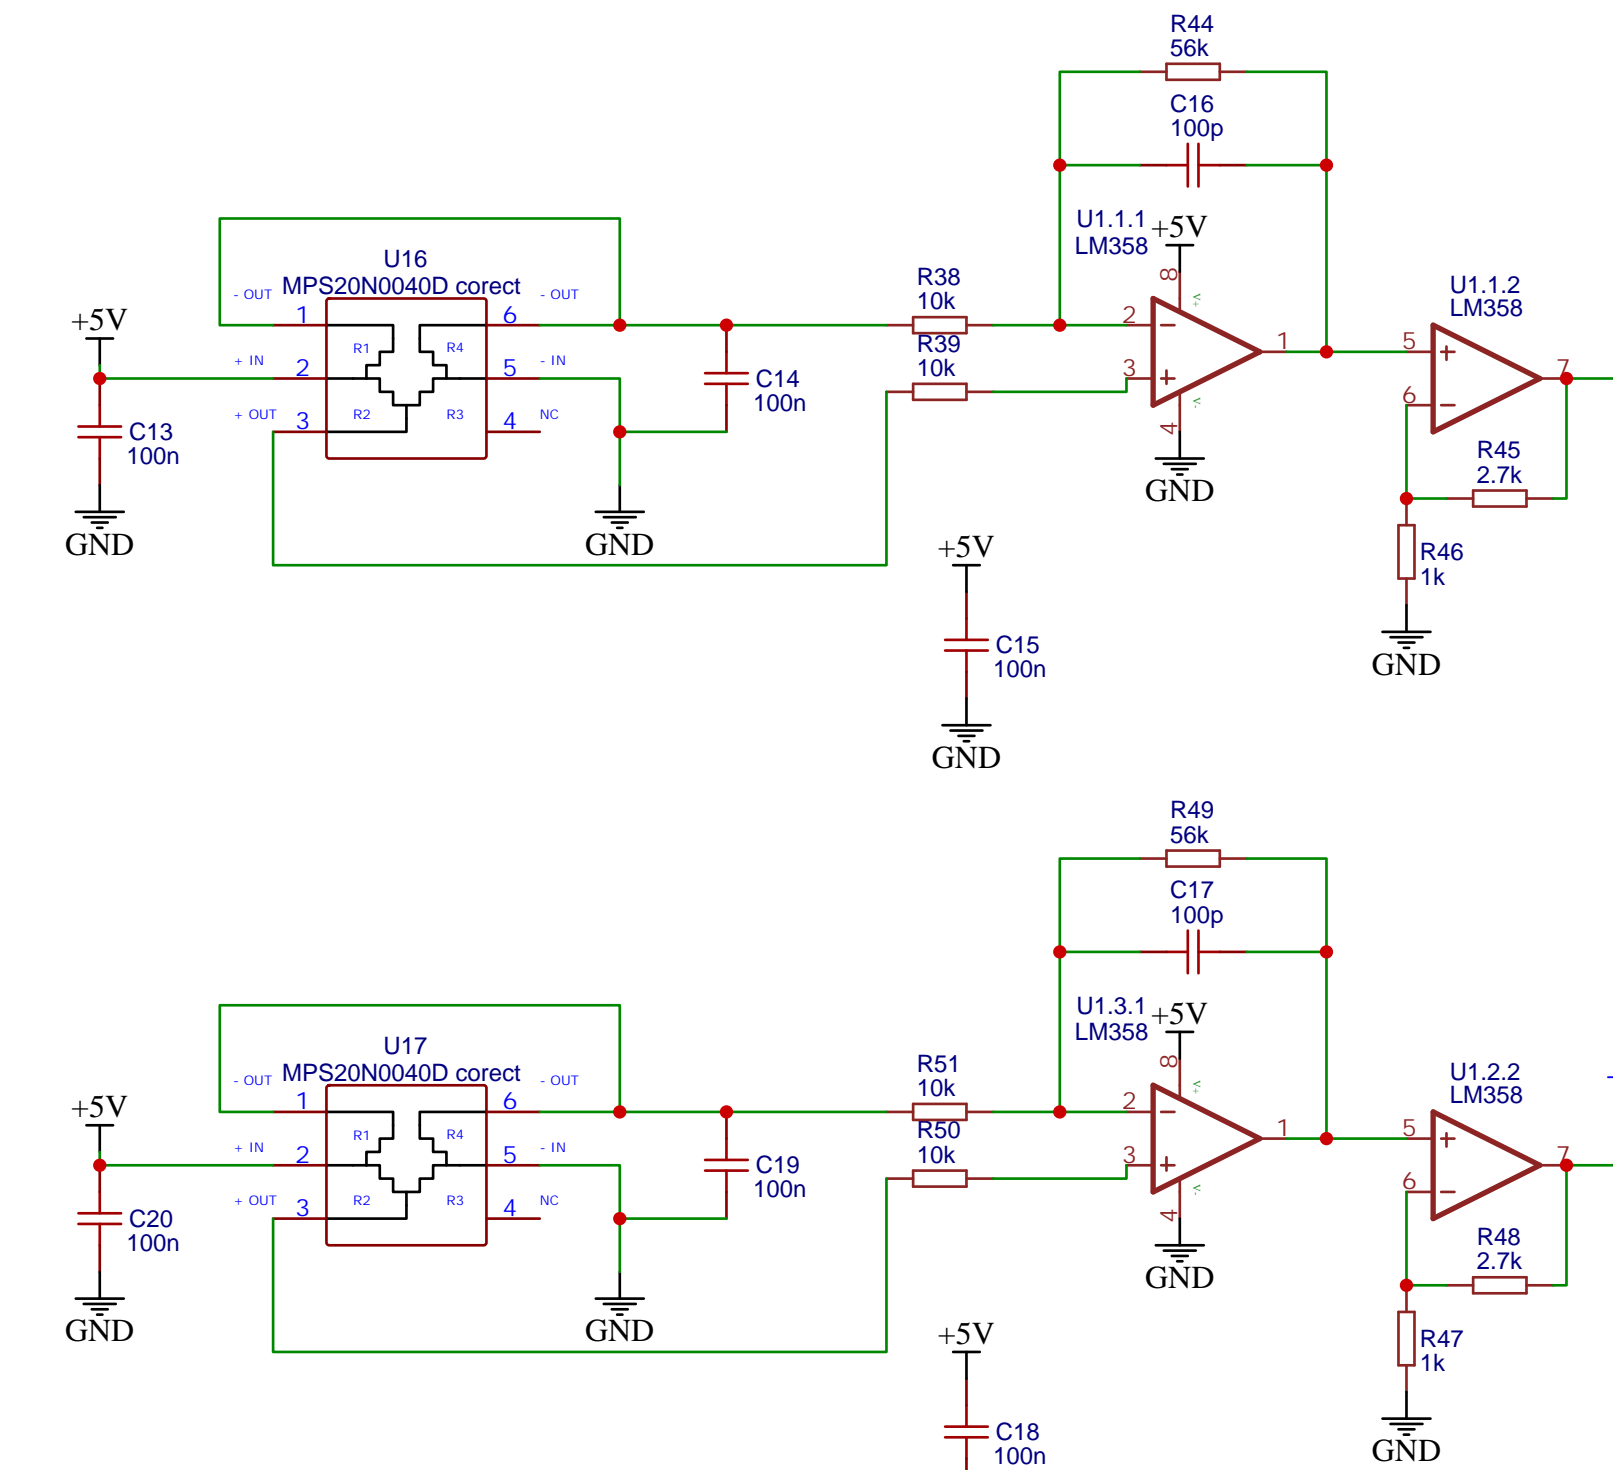 R44
56k
C16
100p
U1.1.1
+5V
LM358
8
V+
U16
MPS20N0040D corect
- OUT
- OUT
1
6
R1
R4
+ IN
- IN
2
5
R2
R3
+ OUT
NC
3
4
+5V
C13
100n
GND
GND
C14
100n
R38
10k
R39
10k
2
3
1
V-
4
GND
U1.1.2
LM358
5
6
7
R45
2.7k
R46
1k
GND
+5V
C15
100n
GND
R49
56k
C17
100p
U1.3.1
+5V
LM358
8
V+
U17
MPS20N0040D corect
- OUT
- OUT
1
6
R1
R4
+ IN
- IN
2
5
R2
R3
+ OUT
NC
3
4
+5V
C20
100n
GND
GND
C19
100n
R51
10k
R50
10k
2
3
1
V-
4
GND
U1.2.2
LM358
5
6
7
R48
2.7k
R47
1k
GND
+5V
C18
100n